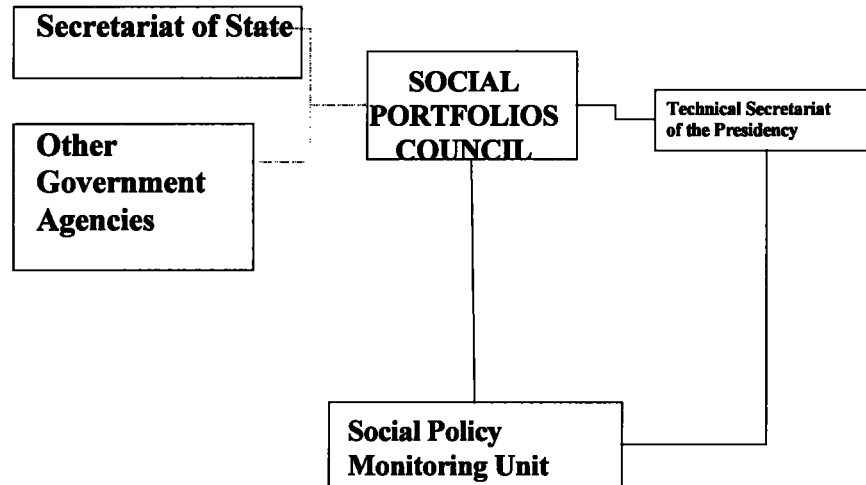 Secretariat of State
SOCIAL
PORTFOLIOS
COUNCIL
Technical Secretariat
of the Presidency
Other
Government
Agencies
Social Policy
Monitoring Unit